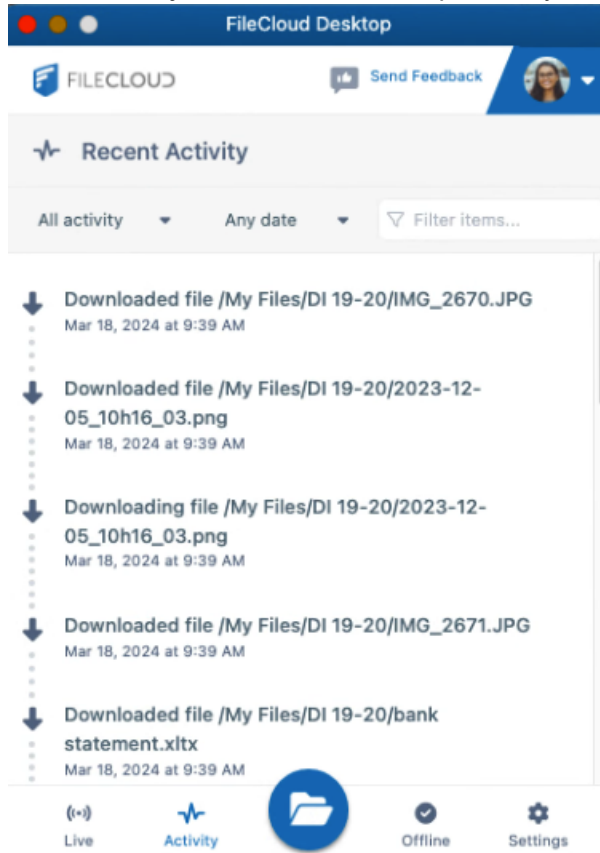 FileCloud Desktop
FILECLOUD
Send Feedback
Recent Activity
All activity
Any date
Filter items...
Downloaded file /My Files/DI 19-20/IMG_2670.JPG
Mar 18, 2024 at 9:39 AM
Downloaded file /My Files/DI 19-20/2023-12-
05_10h16_03.png
Mar 18, 2024 at 9:39 AM
Downloading file /My Files/DI 19-20/2023-12-
05_10h16_03.png
Mar 18, 2024 at 9:39 AM
Downloaded file /My Files/DI 19-20/IMG_2671.JPG
Mar 18, 2024 at 9:39 AM
Downloaded file /My Files/DI 19-20/bank
statement.xltx
Mar 18, 2024 at 9:39 AM
Live
Activity
Offline
Settings